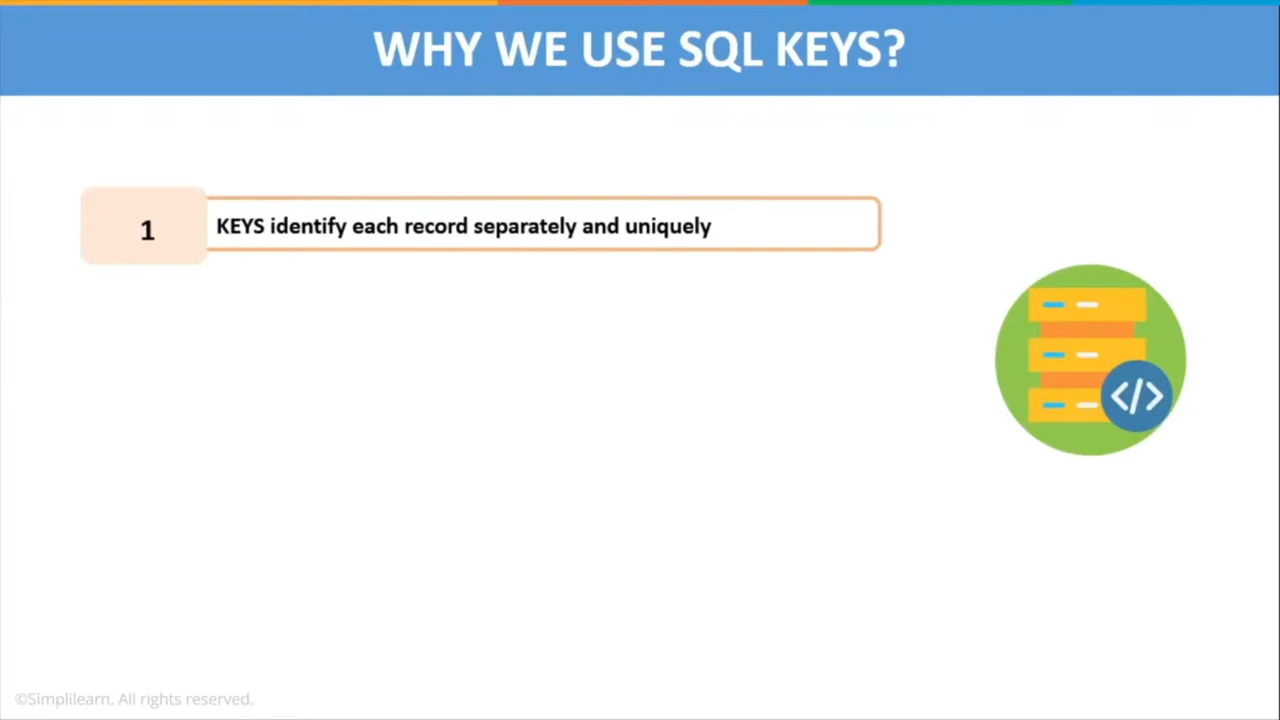 WHY WE USE SQL KEYS?
1
KEYS identify each record separately and uniquely
</>
©Simplilearn. All rights reserved.